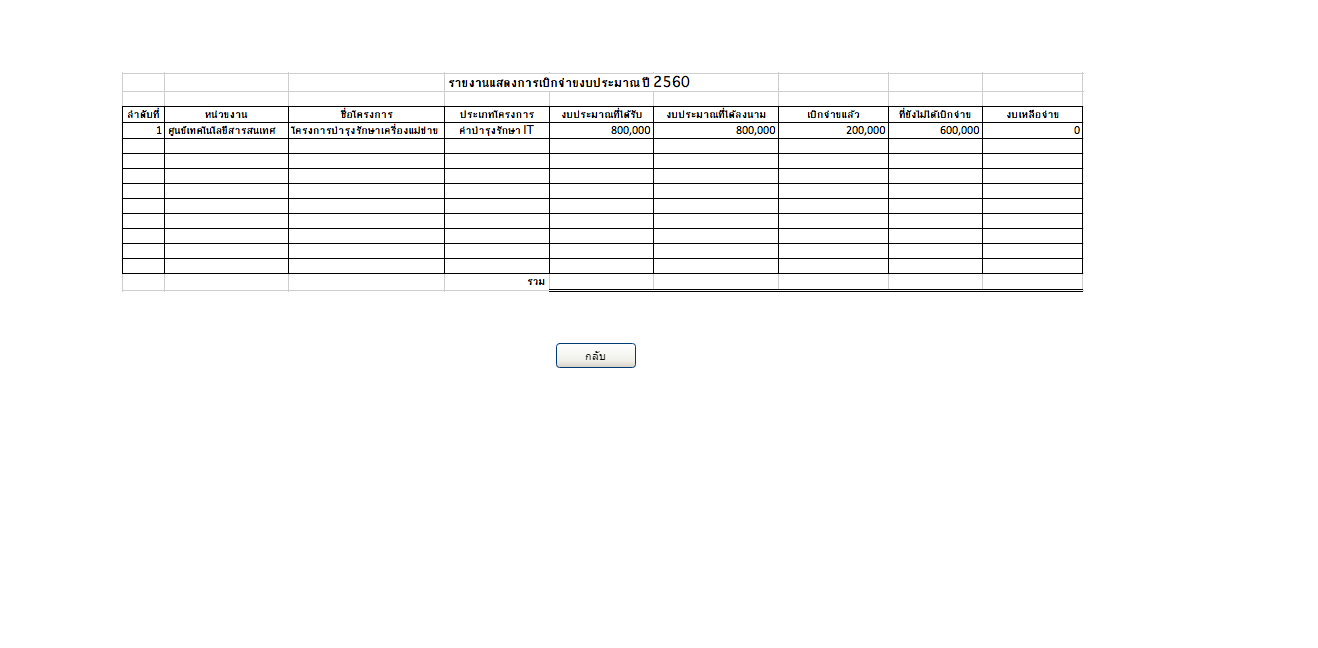 รายงานแสดงการเบิกจ่ายงบประมาณ ปี 2560
ลำดับที่ หน่วยงาน ชื่อโครงการ ประเภทโครงการ งบประมาณที่ได้รับ งบประมาณที่ได้ลงนาม เบิกจ่ายแล้ว ที่ยังไม่ได้เบิกจ่าย งบเหลือจ่าย
1 ศูนย์เทคโนโลยีสารสนเทศ โครงการบำรุงรักษาเครื่องแม่ข่าย ค่าบำรุงรักษา IT 800,000 800,000 200,000 600,000 0
รวม
กลับ